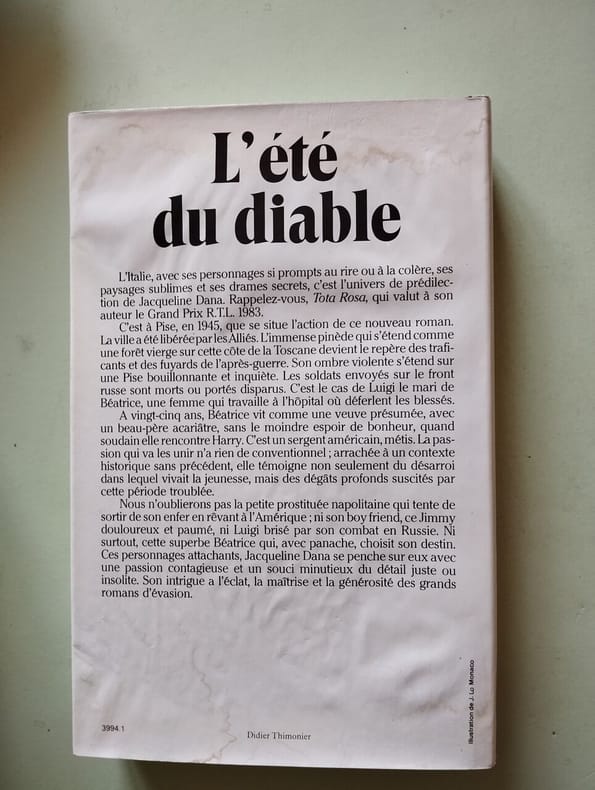 L'été
du diable
L'Italie, avec ses personnages si prompts au rire ou à la colère, ses
paysages sublimes et ses drames secrets, c'est l'univers de prédilec-
tion de Jacqueline Dana. Rappelez-vous, Tota Rosa, qui valut à son
auteur le Grand Prix R.T.L. 1983.
C'est à Pise, en 1945, que se situe l'action de ce nouveau roman.
La ville a été libérée par les Alliés. L'immense pinède qui s'étend comme
une forêt vierge sur cette côte de la Toscane devient le repère des trafi-
cants et des fuyards de l'après-guerre. Son ombre violente s'étend sur
une Pise bouillonnante et inquiète. Les soldats envoyés sur le front
russe sont morts ou portés disparus. C'est le cas de Luigi le mari de
Béatrice, une femme qui travaille à l'hôpital où déferlent les blessés.
A vingt-cinq ans, Béatrice vit comme une veuve présumée, avec
un beau-père acariâtre, sans le moindre espoir de bonheur, quand
soudain elle rencontre Harry. C'est un sergent américain, métis. La pas-
sion qui va les unir n'a rien de conventionnel ; arrachée à un contexte
historique sans précédent, elle témoigne non seulement du désarroi
dans lequel vivait la jeunesse, mais des dégâts profonds suscités par
cette période troublée.
Nous n'oublierons pas la petite prostituée napolitaine qui tente de
sortir de son enfer en rêvant à l'Amérique ; ni son boy friend, ce Jimmy
douloureux et paumé, ni Luigi brisé par son combat en Russie. Ni
surtout, cette superbe Béatrice qui, avec panache, choisit son destin.
Ces personnages attachants, Jacqueline Dana se penche sur eux avec
une passion contagieuse et un souci minutieux du détail juste ou
insolite. Son intrigue a l'éclat, la maîtrise et la générosité des grands
romans d'évasion.
3994.1
Didier Thimonier
Illustration de J. Lo Monaco